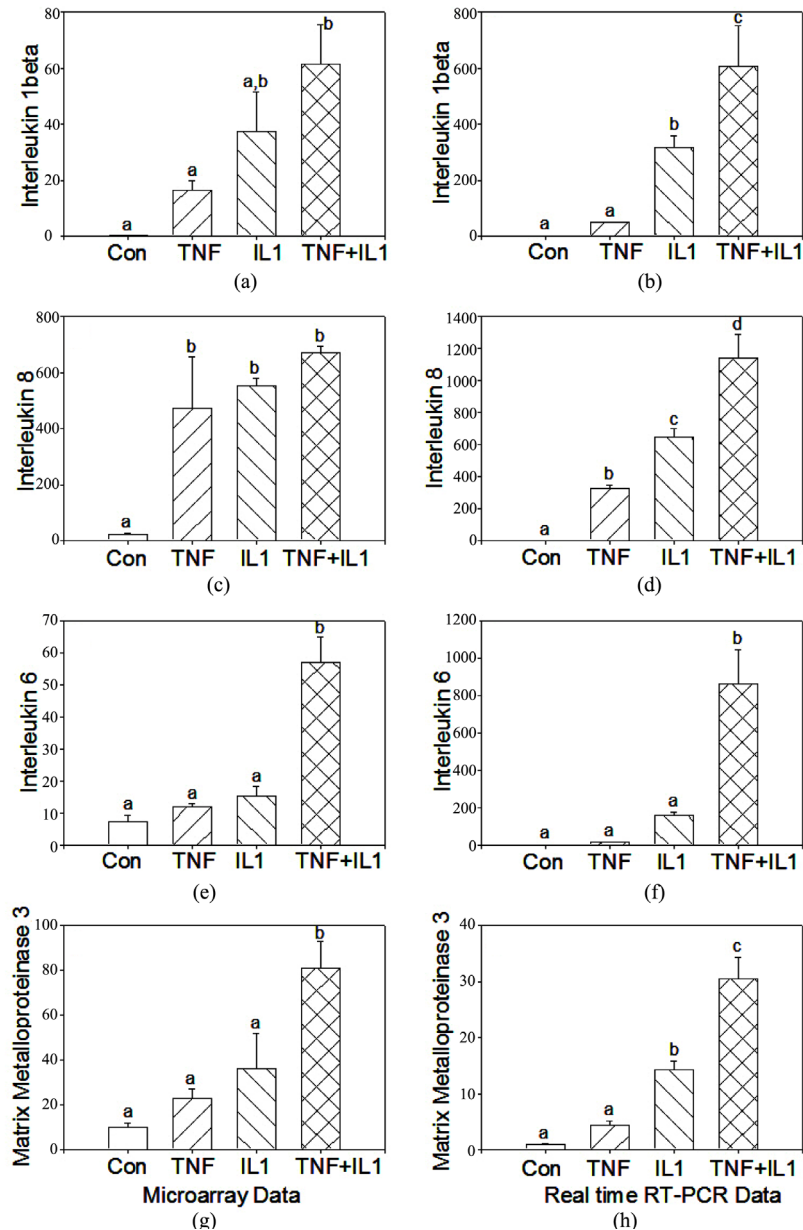 80
60
40
20
0
Interleukin 1beta
a
a
a,b
b
Con TNF IL1 TNF+IL1
(a)
800
600
400
200
0
Interleukin 1beta
a
a
b
c
Con TNF IL1 TNF+IL1
(b)
800
600
400
200
0
Interleukin 8
a
b
b
b
Con TNF IL1 TNF+IL1
(c)
1400
1200
1000
800
600
400
200
0
Interleukin 8
a
b
c
d
Con TNF IL1 TNF+IL1
(d)
70
60
50
40
30
20
10
0
Interleukin 6
a
a
a
b
Con TNF IL1 TNF+IL1
(e)
1200
1000
800
600
400
200
0
Interleukin 6
a
a
a
b
Con TNF IL1 TNF+IL1
(f)
100
80
60
40
20
0
Matrix Metalloproteinase 3
a
a
a
b
Con TNF IL1 TNF+IL1
Microarray Data
(g)
40
30
20
10
0
Matrix Metalloproteinase 3
a
a
b
c
Con TNF IL1 TNF+IL1
Real time RT-PCR Data
(h)